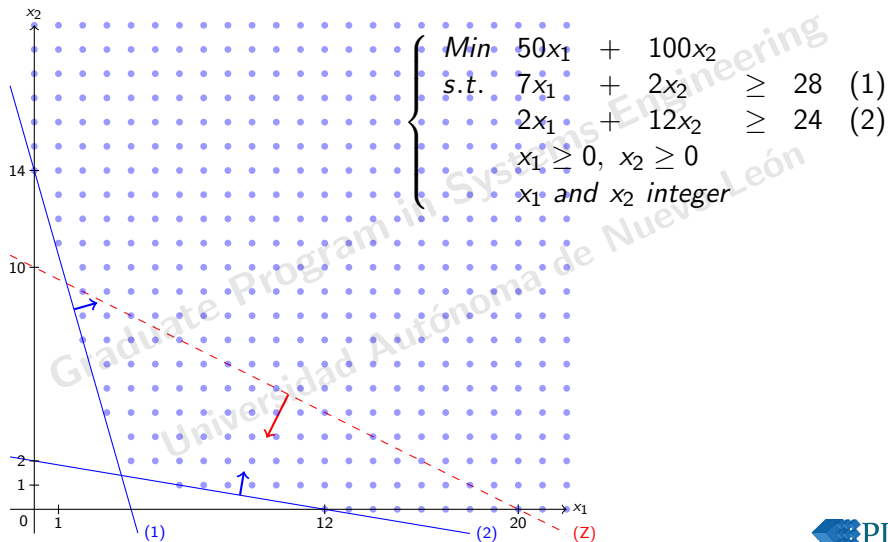 x2
Min 50x1 + 100x2
s.t. 7x1 + 2x2 ≥ 28 (1)
2x1 + 12x2 ≥ 24 (2)
x1 ≥ 0, x2 ≥ 0
x1 and x2 integer
Graduate Program in Systems Engineering
Universidad Autónoma de Nuevo León
14
10
2
1
0
1
12
20
x1
(1)
(2)
(Z)